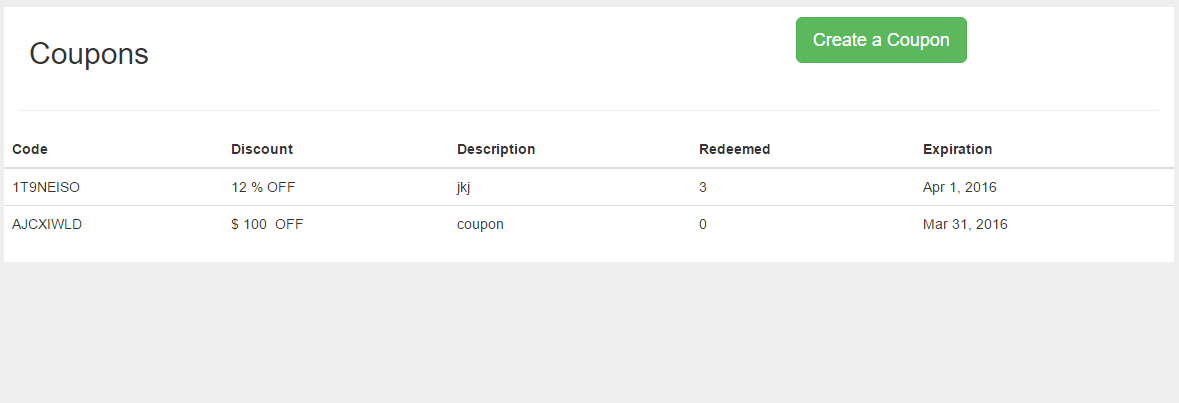 Coupons
Create a Coupon
Code Discount Description Redeemed Expiration
1T9NEISO 12 % OFF jkj 3 Apr 1, 2016
AJCXIWLD $ 100  OFF coupon 0 Mar 31, 2016